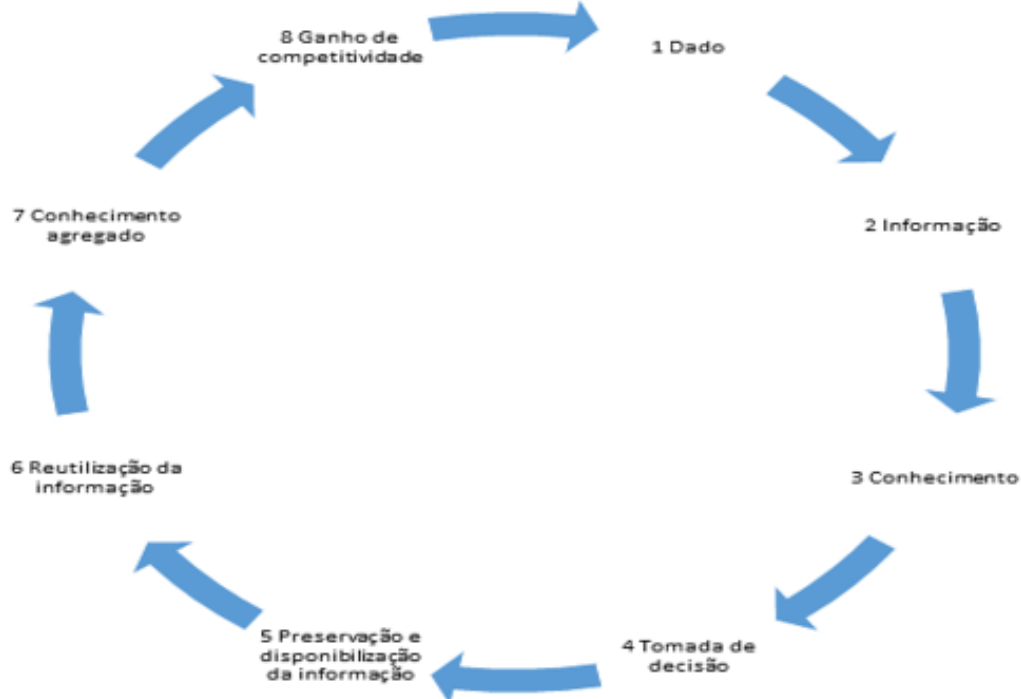 8 Ganho de
competitividade
1 Dado
2 Informação
3 Conhecimento
4 Tomada de
decisão
5 Preservação e
disponibilização
da informação
6 Reutilização da
informação
7 Conhecimento
agregado